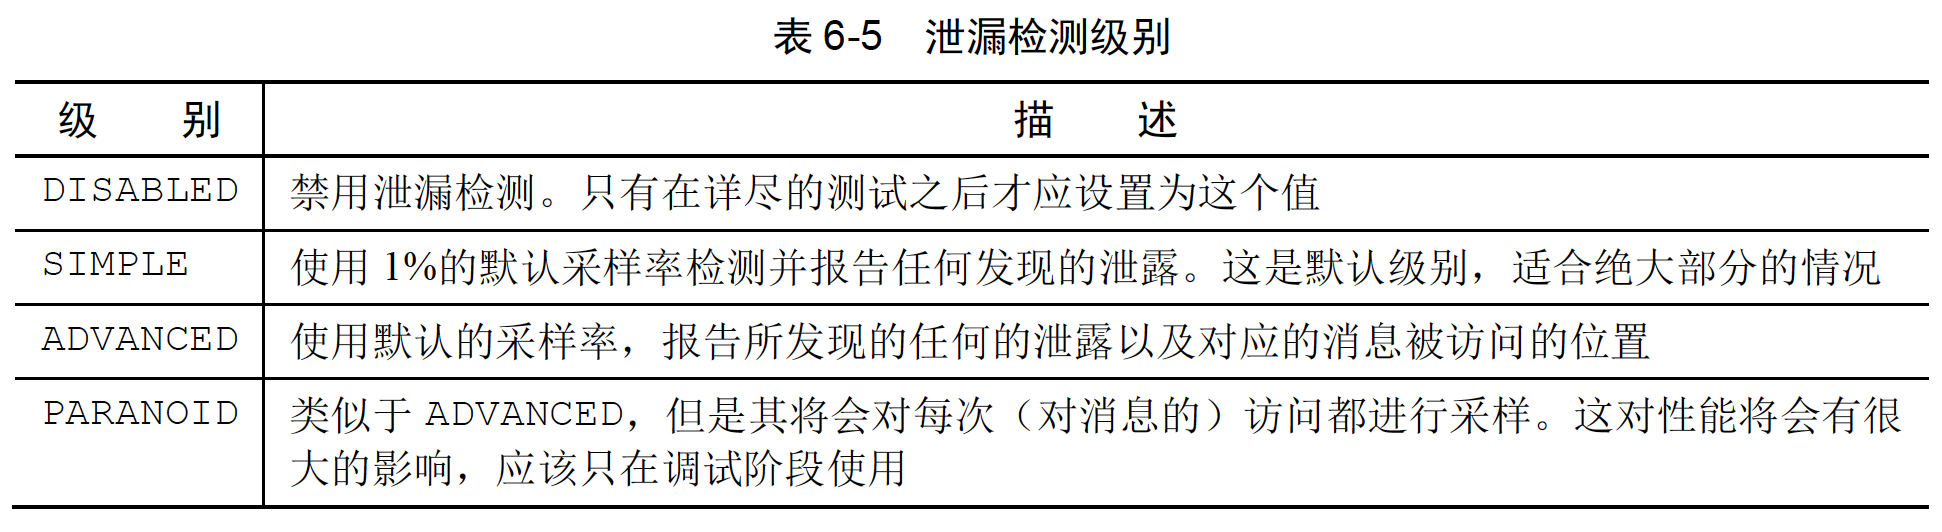 表 6-5 泄漏检测级别
级 别 描 述
DISABLED 禁用泄漏检测。只有在详尽的测试之后才应设置为这个值
SIMPLE 使用 1%的默认采样率检测并报告任何发现的泄露。这是默认级别，适合绝大部分的情况
ADVANCED 使用默认的采样率，报告所发现的任何的泄露以及对应的消息被访问的位置
PARANOID 类似于 ADVANCED，但是其将会对每次（对消息的）访问都进行采样。这对性能将会有很
大的影响，应该只在调试阶段使用